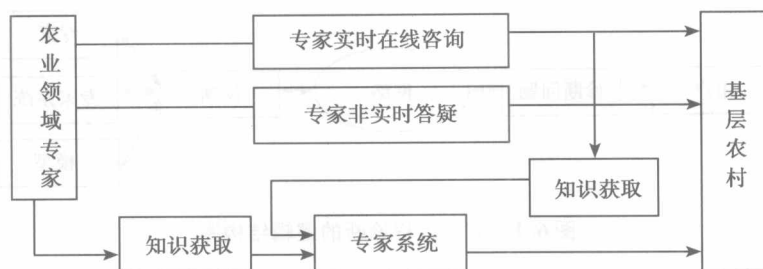 农业领域专家
专家实时在线咨询
专家非实时答疑
知识获取
知识获取
专家系统
基层农村